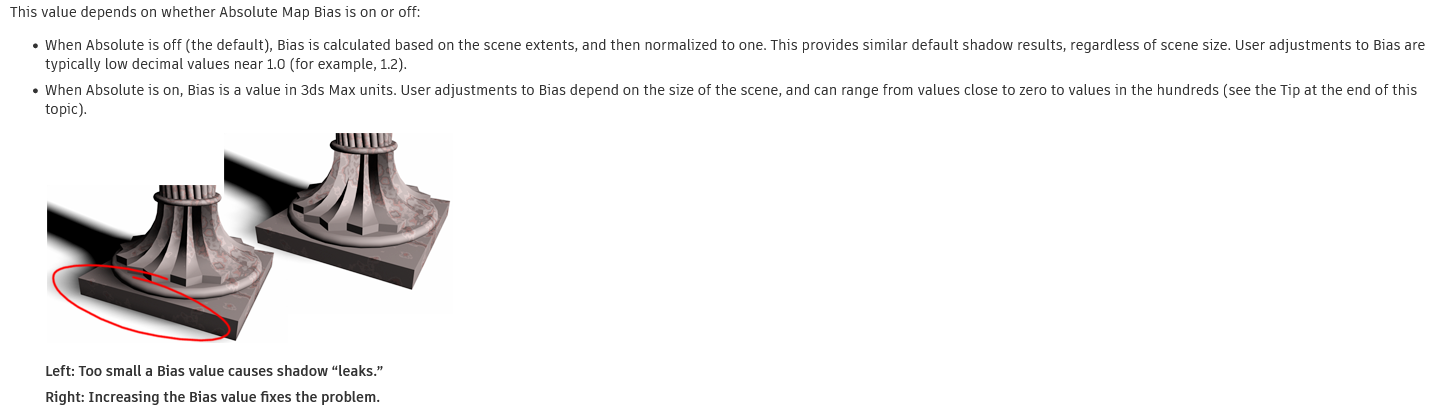 This value depends on whether Absolute Map Bias is on or off:
• When Absolute is off (the default), Bias is calculated based on the scene extents, and then normalized to one. This provides similar default shadow results, regardless of scene size. User adjustments to Bias are
typically low decimal values near 1.0 (for example, 1.2).
• When Absolute is on, Bias is a value in 3ds Max units. User adjustments to Bias depend on the size of the scene, and can range from values close to zero to values in the hundreds (see the Tip at the end of this
topic).
Left: Too small a Bias value causes shadow “leaks.”
Right: Increasing the Bias value fixes the problem.